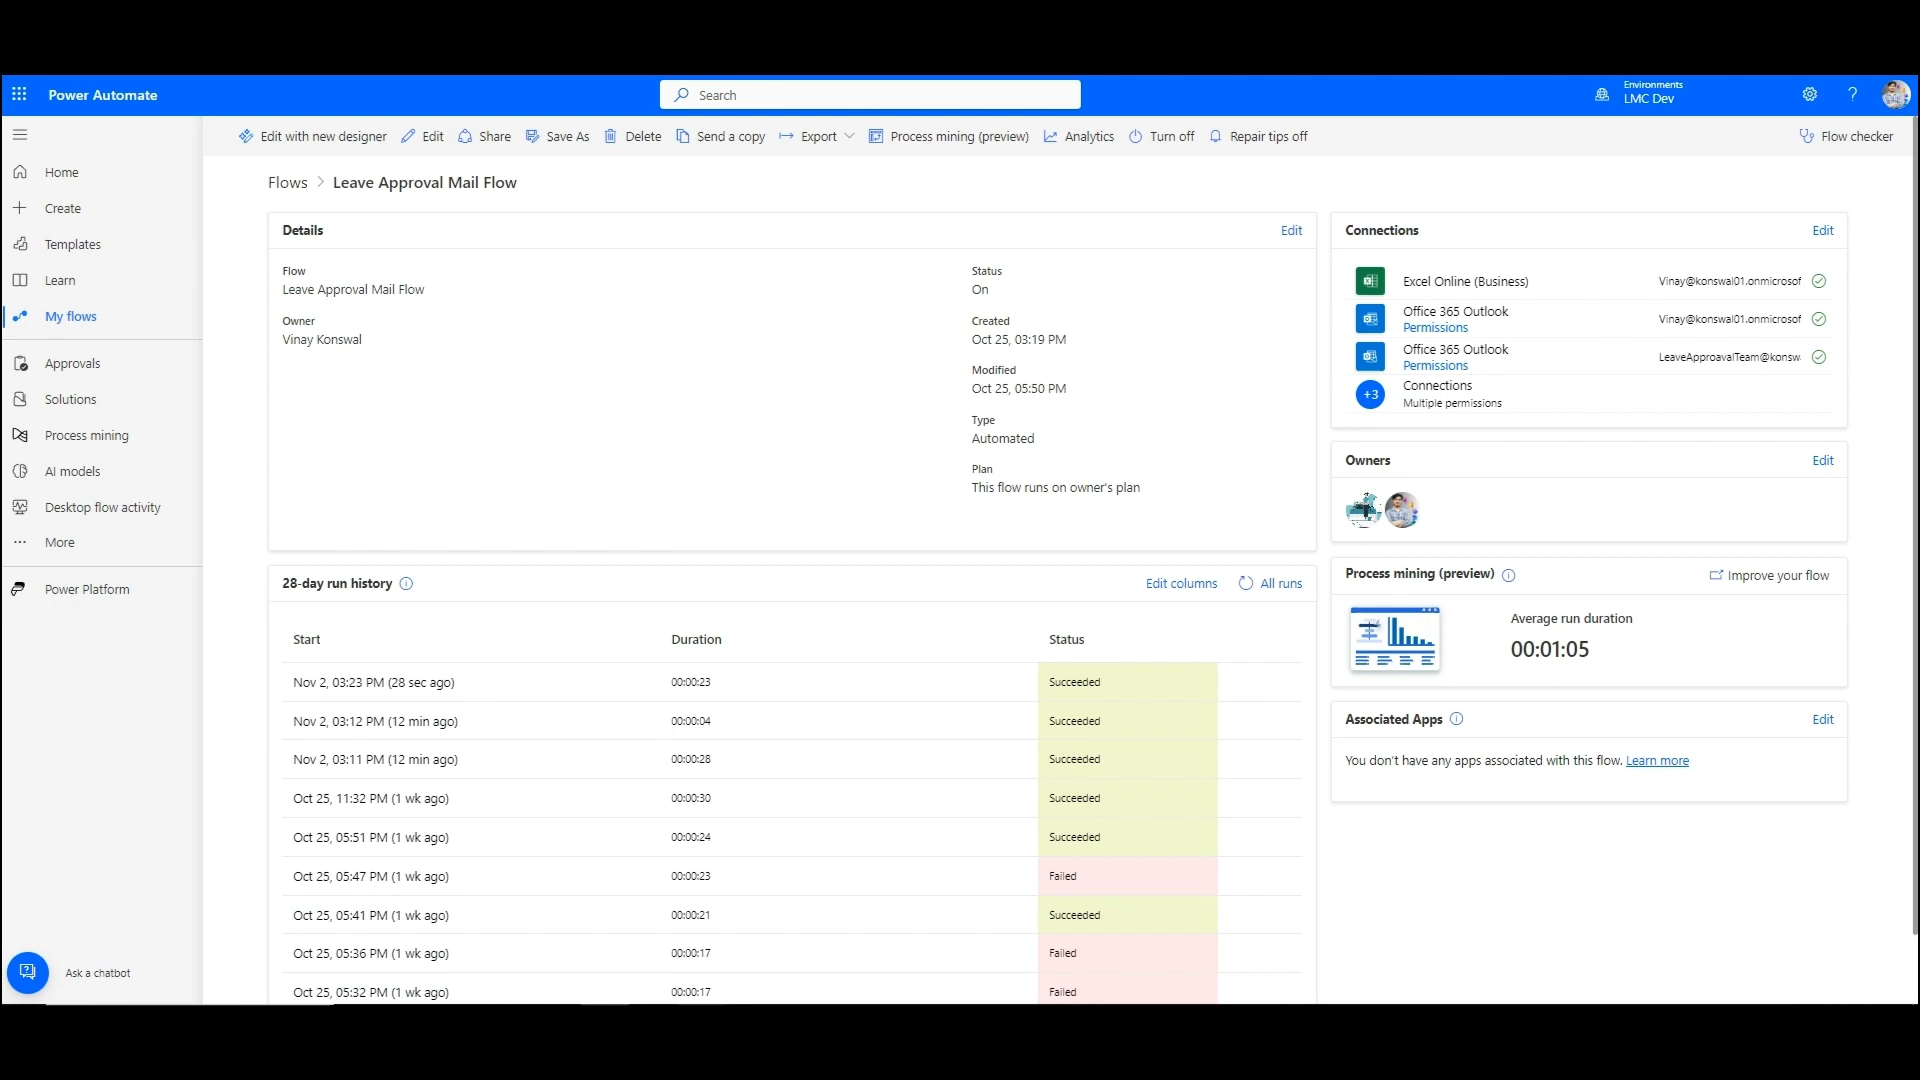 Power Automate
Search
Environments
LMC Dev
Edit with new designer
Edit
Share
Save As
Delete
Send a copy
Export
Process mining (preview)
Analytics
Turn off
Repair tips off
Flow checker
Home
Create
Templates
Learn
My flows
Approvals
Solutions
Process mining
AI models
Desktop flow activity
More
Power Platform
Ask a chatbot
Flows > Leave Approval Mail Flow
Details
Edit
Flow
Leave Approval Mail Flow
Owner
Vinay Konswal
Status
On
Created
Oct 25, 03:19 PM
Modified
Oct 25, 05:50 PM
Type
Automated
Plan
This flow runs on owner's plan
28-day run history
Edit columns
All runs
Start Duration Status
Nov 2, 03:23 PM (28 sec ago) 00:00:23 Succeeded
Nov 2, 03:12 PM (12 min ago) 00:00:04 Succeeded
Nov 2, 03:11 PM (12 min ago) 00:00:28 Succeeded
Oct 25, 11:32 PM (1 wk ago) 00:00:30 Succeeded
Oct 25, 05:51 PM (1 wk ago) 00:00:24 Succeeded
Oct 25, 05:47 PM (1 wk ago) 00:00:23 Failed
Oct 25, 05:41 PM (1 wk ago) 00:00:21 Succeeded
Oct 25, 05:36 PM (1 wk ago) 00:00:17 Failed
Oct 25, 05:32 PM (1 wk ago) 00:00:17 Failed
Connections
Edit
Excel Online (Business) Vinay@konswal01.onmicrosof
Office 365 Outlook
Permissions
Vinay@konswal01.onmicrosof
Office 365 Outlook
Permissions
LeaveApproavalTeam@konsw
+3
Connections
Multiple permissions
Owners
Edit
Process mining (preview)
Improve your flow
Average run duration
00:01:05
Associated Apps
Edit
You don't have any apps associated with this flow. Learn more